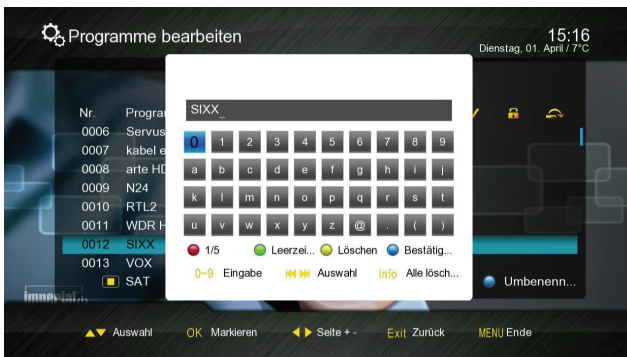 Programme bearbeiten
15:16
Dienstag, 01. April / 7°C
Nr. Progra
0006 Servus
0007 kabel e
0008 arte HD
0009 N24
0010 RTL2
0011 WDR H
0012 SIXX
0013 VOX
SAT
SIXX_
0 1 2 3 4 5 6 7 8 9
a b c d e f g h i j
k l m n o p q r s t
u v w x y z @ . ( )
1/5 Leerzei... Löschen Bestätig...
0~9 Eingabe Auswahl Info Alle lösch...
Umbenenn...
imperial
Auswahl OK Markieren Seite + - Exit Zurück MENU Ende